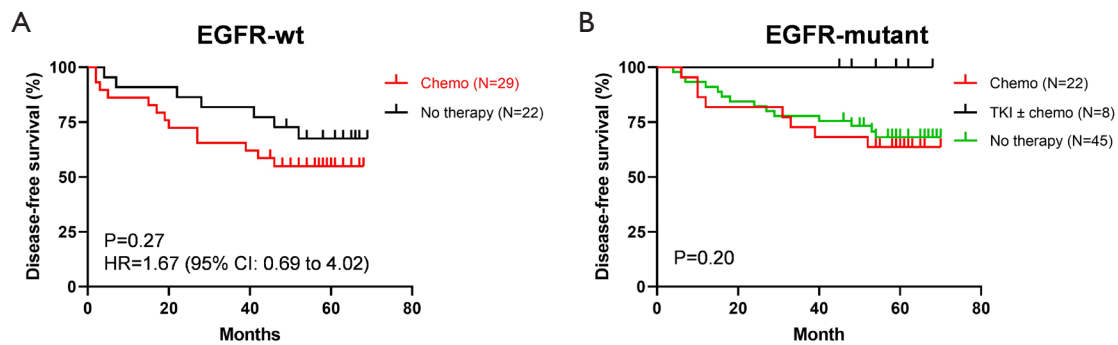 A
EGFR-wt
Disease-free survival (%)
100
75
50
25
0
0 20 40 60 80
Months
Chemo (N=29)
No therapy (N=22)
P=0.27
HR=1.67 (95% CI: 0.69 to 4.02)
B
EGFR-mutant
Disease-free survival (%)
100
75
50
25
0
0 20 40 60 80
Month
Chemo (N=22)
TKI ± chemo (N=8)
No therapy (N=45)
P=0.20